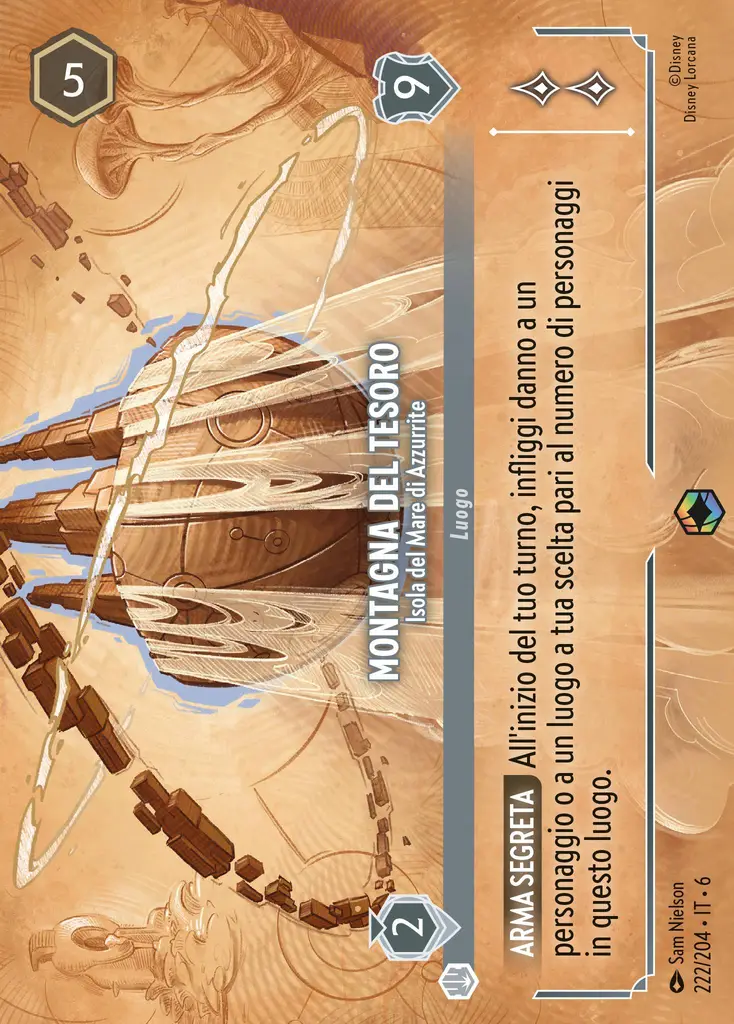 5
MONTAGNA DEL TESORO
Isola del Mare di Azzurrite
2
9
Luogo
ARMA SEGRETA All'inizio del tuo turno, infliggi danno a un
personaggio o a un luogo a tua scelta pari al numero di personaggi
in questo luogo.
Sam Nielson
222/204 • IT • 6
©Disney
Disney Lorcana